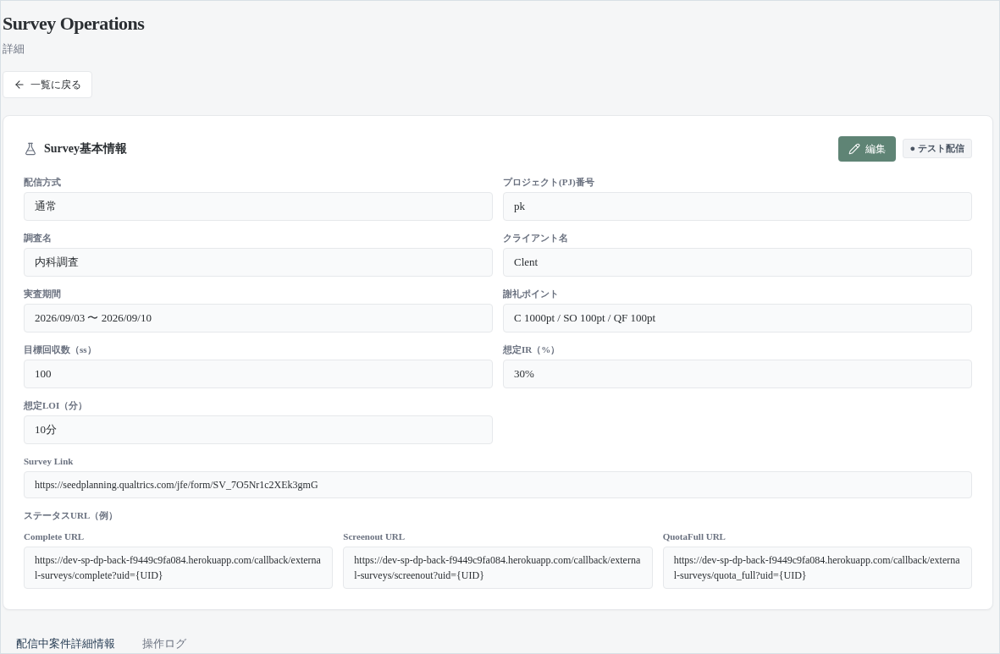 Survey Operations
詳細
一覧に戻る
Survey基本情報
編集
● テスト配信
配信方式
プロジェクト(PJ)番号
通常
pk
調査名
クライアント名
内科調査
Clent
実査期間
謝礼ポイント
2026/09/03 〜 2026/09/10
C 1000pt / SO 100pt / QF 100pt
目標回収数（ss）
想定IR（%）
100
30%
想定LOI（分）
10分
Survey Link
https://seedplanning.qualtrics.com/jfe/form/SV_7O5Nr1c2XEk3gmG
ステータスURL（例）
Complete URL
Screenout URL
QuotaFull URL
https://dev-sp-dp-back-f9449c9fa084.herokuapp.com/callback/externa
l-surveys/complete?uid={UID}
https://dev-sp-dp-back-f9449c9fa084.herokuapp.com/callback/externa
l-surveys/screenout?uid={UID}
https://dev-sp-dp-back-f9449c9fa084.herokuapp.com/callback/externa
l-surveys/quota_full?uid={UID}
配信中案件詳細情報
操作ログ